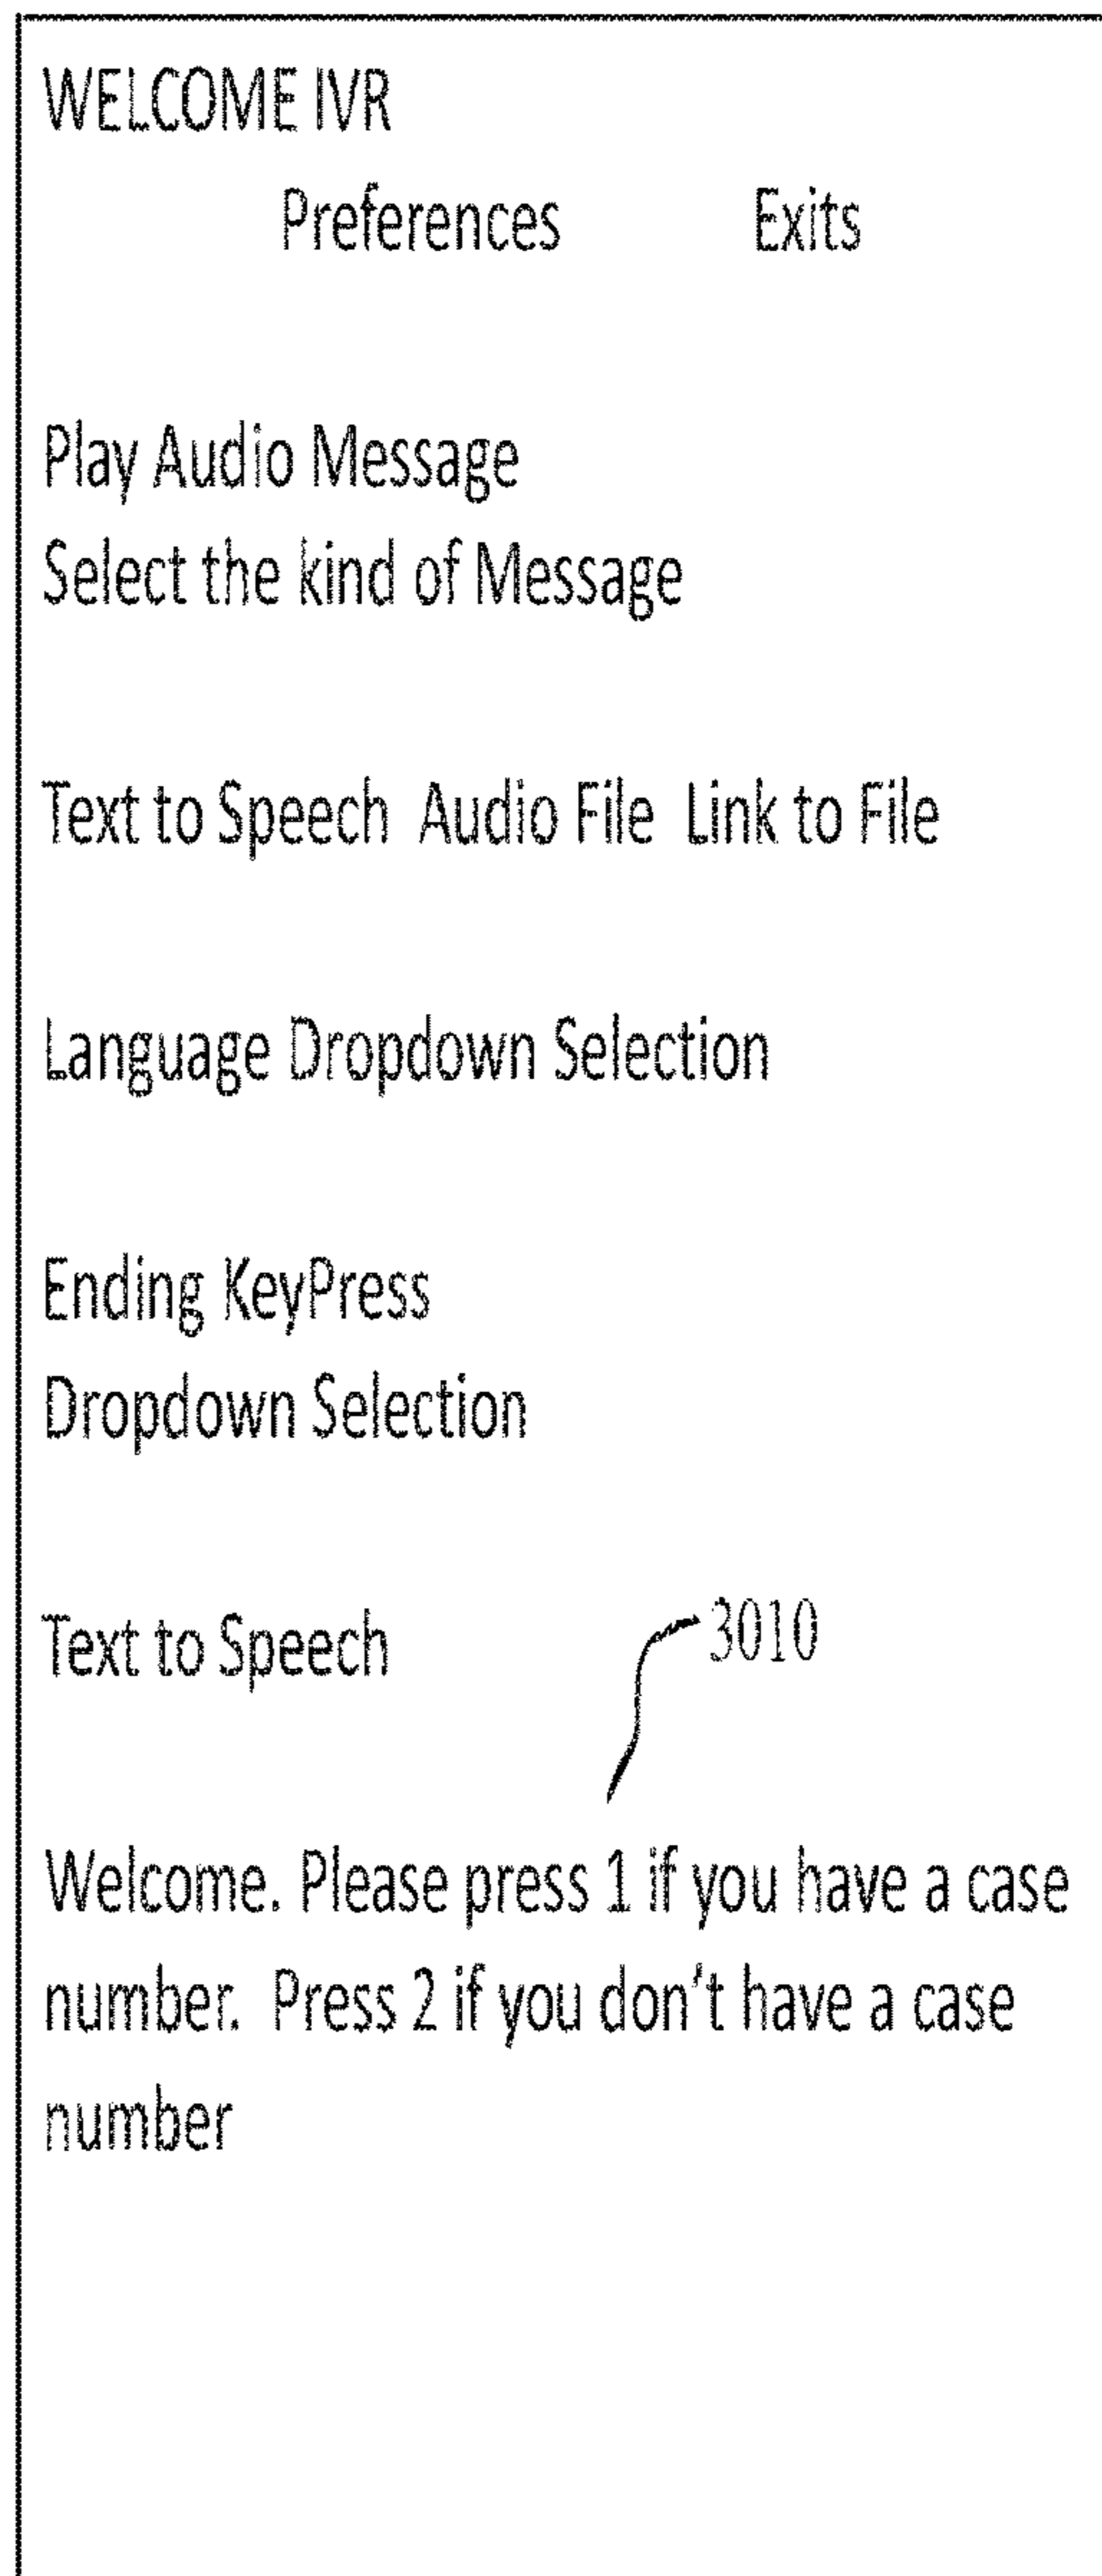 WELCOME IVR
Preferences Exits
Play Audio Message
Select the kind of Message
Text to Speech Audio File Link to File
Language Dropdown Selection
Ending KeyPress
Dropdown Selection
Text to Speech
3010
Welcome. Please press 1 if you have a case
number. Press 2 if you don't have a case
number